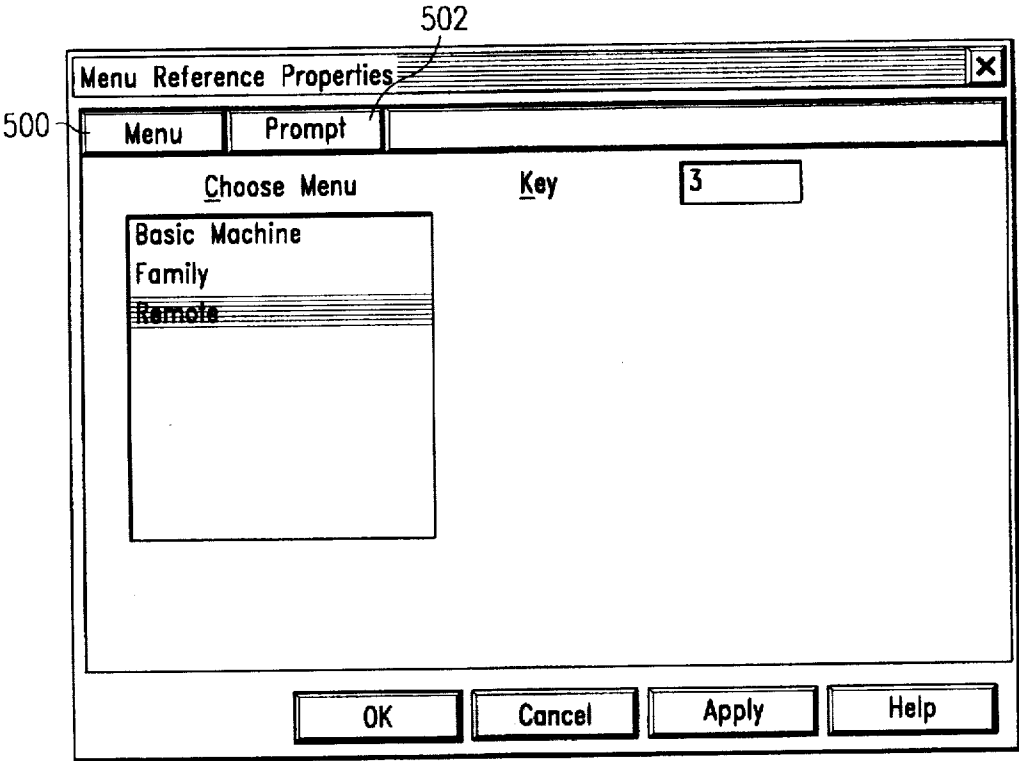 502
Menu Reference Properties
500
Menu Prompt
Choose Menu Key 3
Basic Machine
Family
Remote
OK Cancel Apply Help